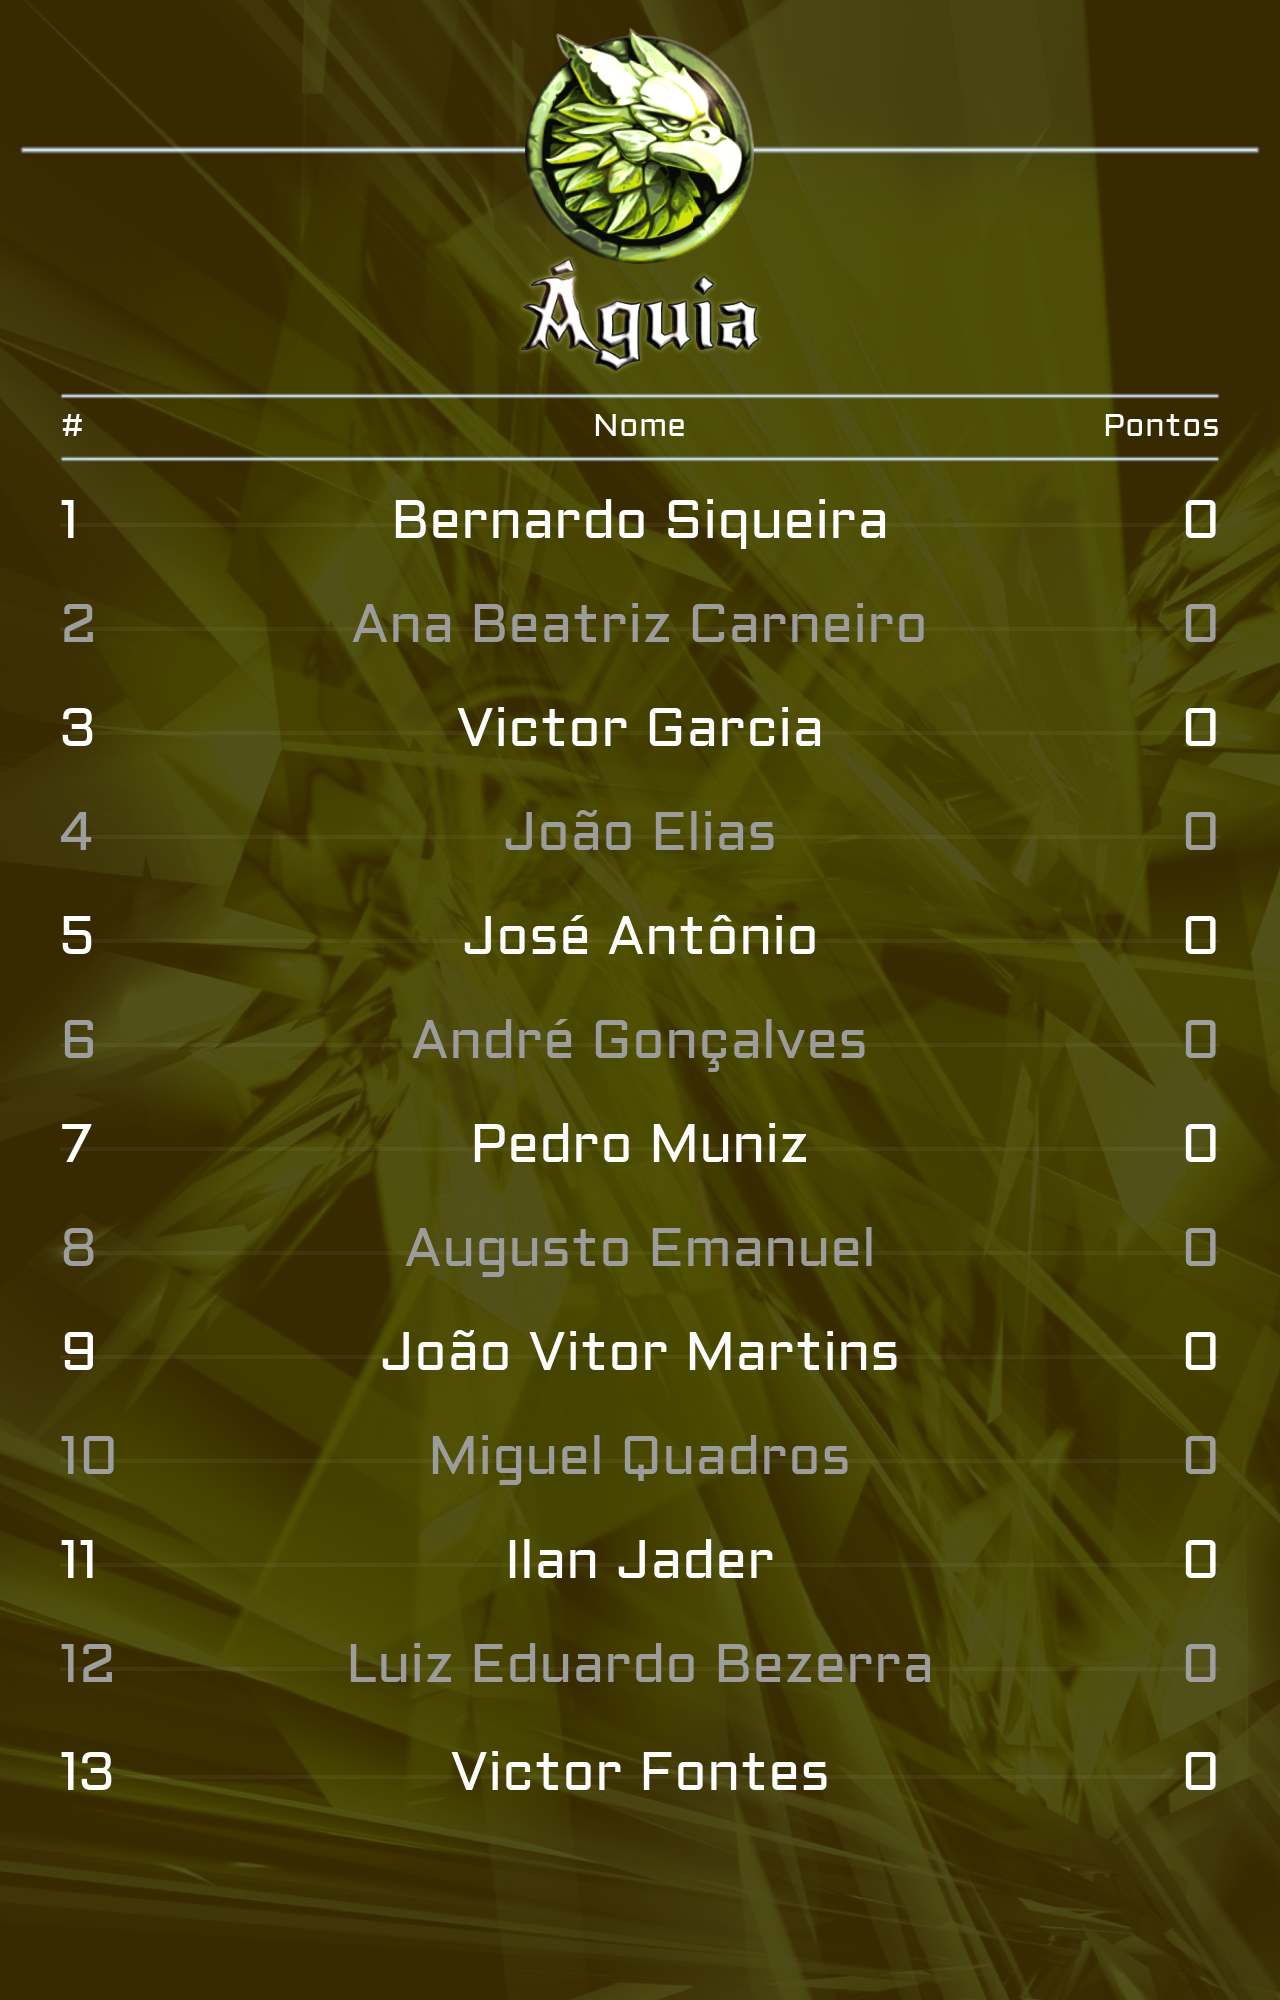 Águia
# Nome Pontos
1 Bernardo Siqueira 0
2 Ana Beatriz Carneiro 0
3 Victor Garcia 0
4 João Elias 0
5 José Antônio 0
6 André Gonçalves 0
7 Pedro Muniz 0
8 Augusto Emanuel 0
9 João Vitor Martins 0
10 Miguel Quadros 0
11 Ilan Jader 0
12 Luiz Eduardo Bezerra 0
13 Victor Fontes 0